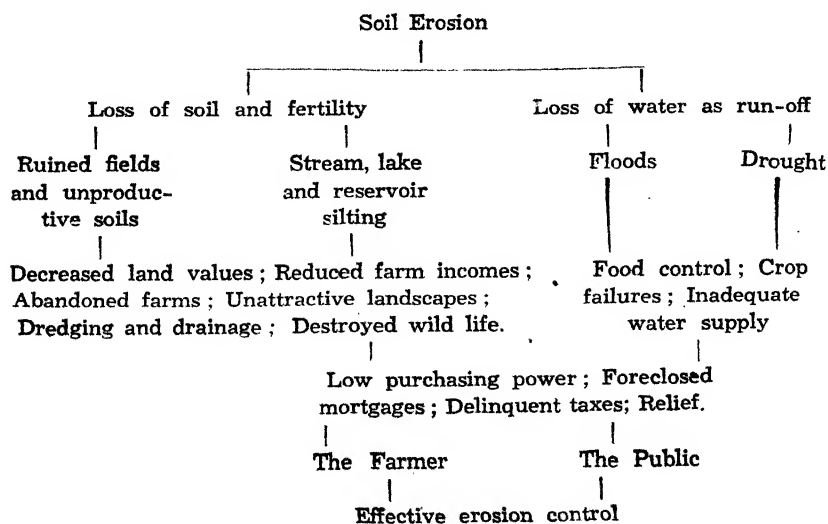 Soil Erosion
Loss of soil and fertility
Loss of water as run-off
Ruined fields
and unproduc-
tive soils
Stream, lake
and reservoir
silting
Floods
Drought
Decreased land values ; Reduced farm incomes ;
Abandoned farms ; Unattractive landscapes ;
Dredging and drainage ; Destroyed wild life.
Food control ; Crop
failures ; Inadequate
water supply
Low purchasing power ; Foreclosed
mortgages ; Delinquent taxes; Relief.
The Farmer
The Public
Effective erosion control